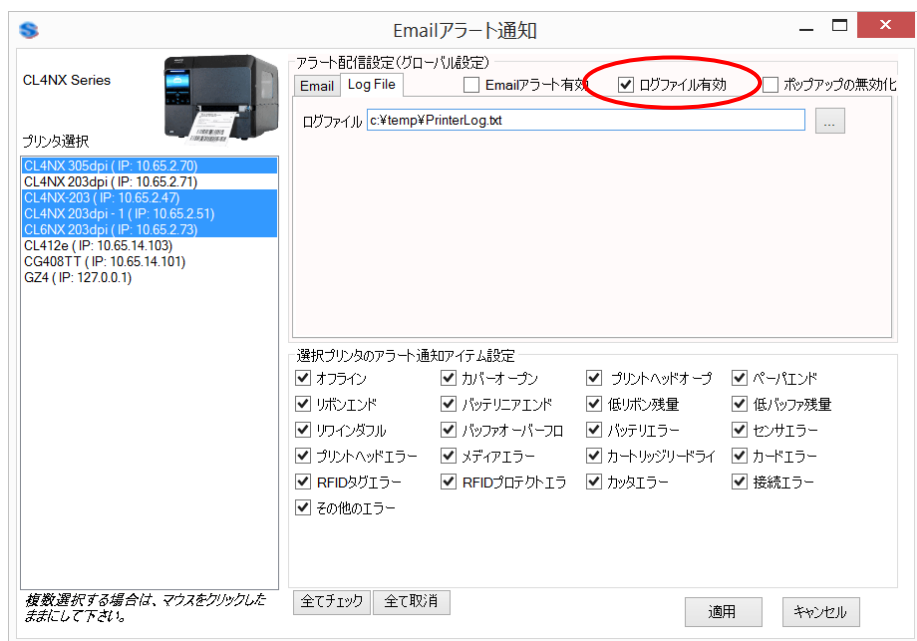 Emailアラート通知
CL4NX Series
プリンタ選択
CL4NX 305dpi ( IP: 10.65.2.70)
CL4NX 203dpi ( IP: 10.65.2.71)
CL4NX-203 ( IP: 10.65.2.47)
CL4NX 203dpi - 1 ( IP: 10.65.2.51)
CL6NX 203dpi ( IP: 10.65.2.73)
CL412e ( IP: 10.65.14.103)
CG408TT ( IP: 10.65.14.101)
GZ4 ( IP: 127.0.0.1)
複数選択する場合は、マウスをクリックした
ままにして下さい。
アラート配信設定(グローバル設定)
Email Log File Emailアラート有効 ログファイル有効 ポップアップの無効化
ログファイル c:¥temp¥PrinterLog.txt ...
選択プリンタのアラート通知アイテム設定
オフライン カバーオープン プリントヘッドオープ ペーパエンド
リボンエンド バッテリニアエンド 低リボン残量 低バッファ残量
リワインダフル バッファオーバーフロ バッテリエラー センサエラー
プリントヘッドエラー メディアエラー カートリッジリードライ カードエラー
RFIDタグエラー RFIDプロテクトエラ カッタエラー 接続エラー
その他のエラー
全てチェック 全て取消
適用 キャンセル